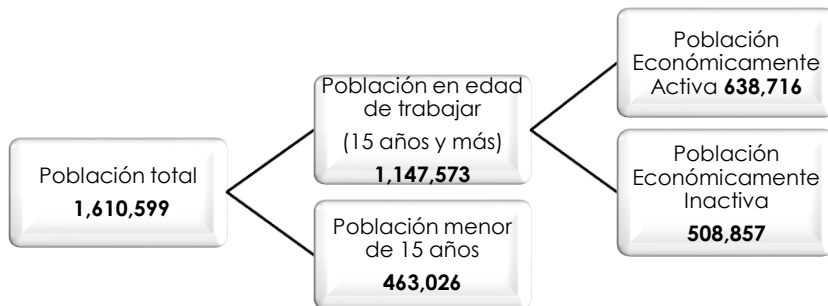 Población total
1,610,599
Población en edad
de trabajar
(15 años y más)
1,147,573
Población menor
de 15 años
463,026
Población
Económicamente
Activa 638,716
Población
Económicamente
Inactiva
508,857